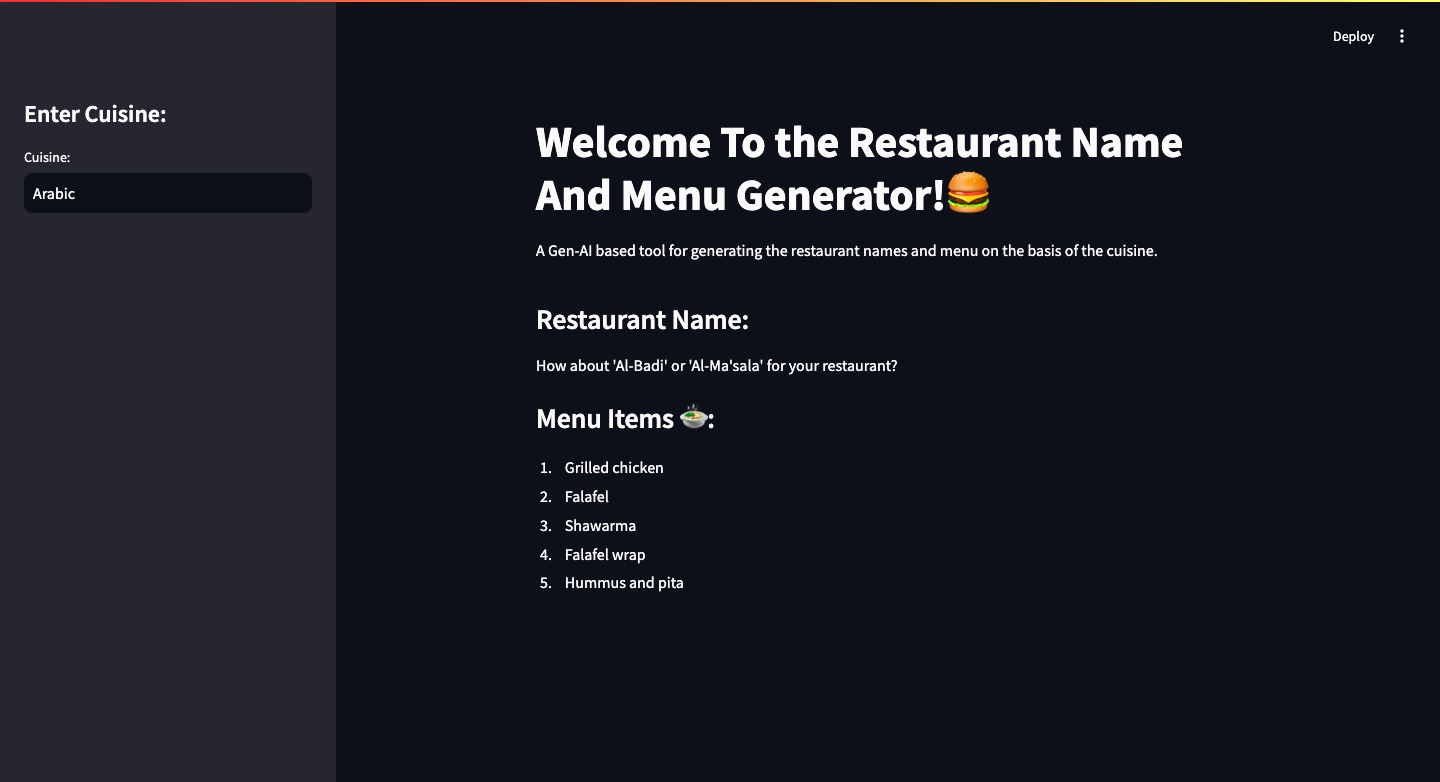 Deploy
Enter Cuisine:
Cuisine:
Arabic
Welcome To the Restaurant Name
And Menu Generator!🍔
A Gen-AI based tool for generating the restaurant names and menu on the basis of the cuisine.
Restaurant Name:
How about 'Al-Badi' or 'Al-Ma'sala' for your restaurant?
Menu Items 🍲:
1. Grilled chicken
2. Falafel
3. Shawarma
4. Falafel wrap
5. Hummus and pita